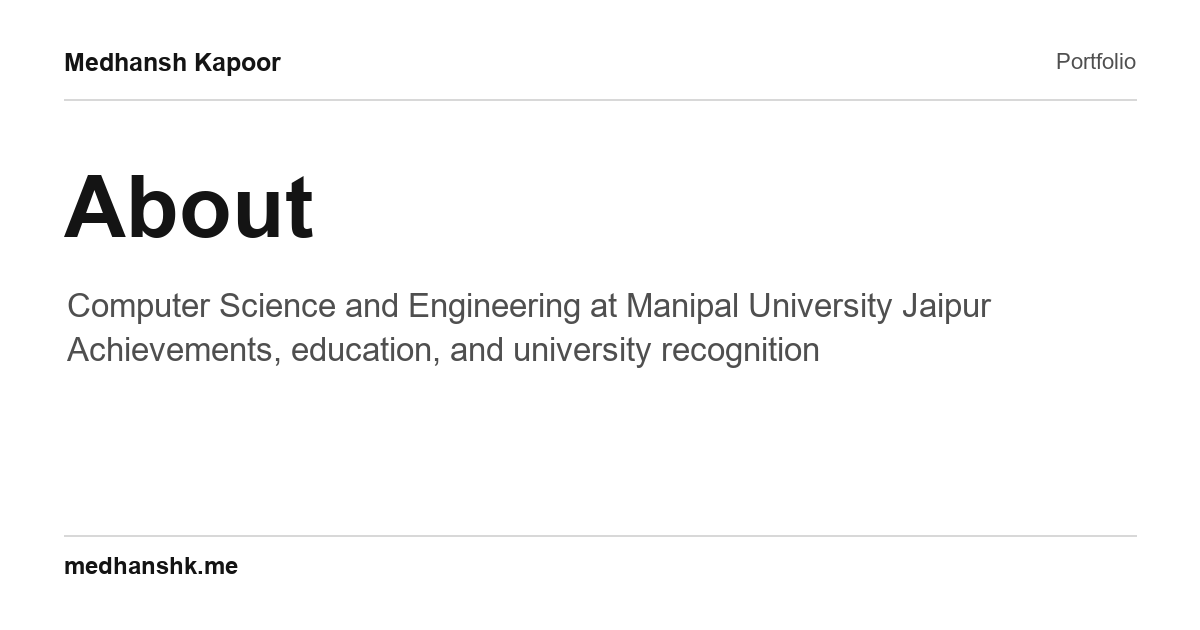 Medhansh Kapoor
Portfolio
About
Computer Science and Engineering at Manipal University Jaipur
Achievements, education, and university recognition
medhanshk.me